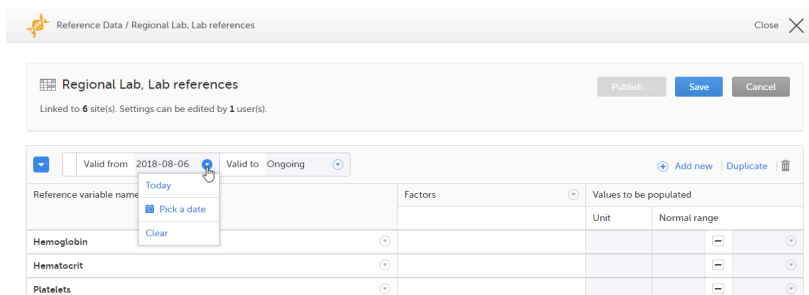 Reference Data / Regional Lab, Lab references
Close
Regional Lab, Lab references
Publish...
Save
Cancel
Linked to 6 site(s). Settings can be edited by 1 user(s).
Valid from 2018-08-06 Valid to Ongoing
Add new Duplicate
Today
Pick a date
Clear
Reference variable name Factors Values to be populated
Unit Normal range
Hemoglobin
Hematocrit
Platelets